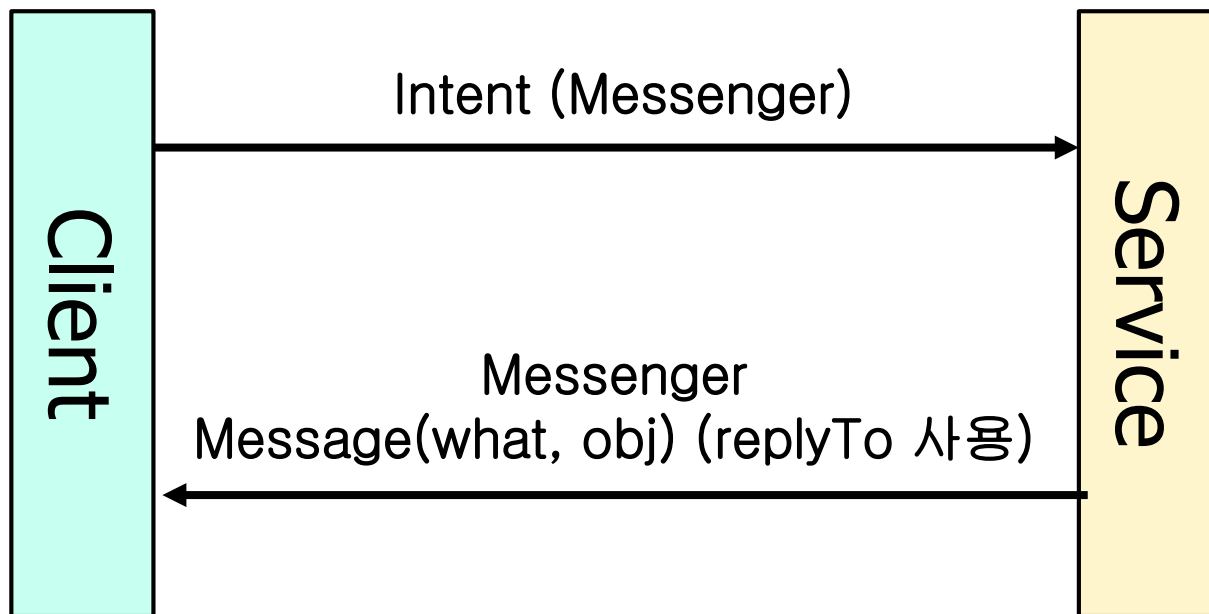 Client
Intent (Messenger)
Messenger
Message(what, obj) (replyTo 사용)
Service